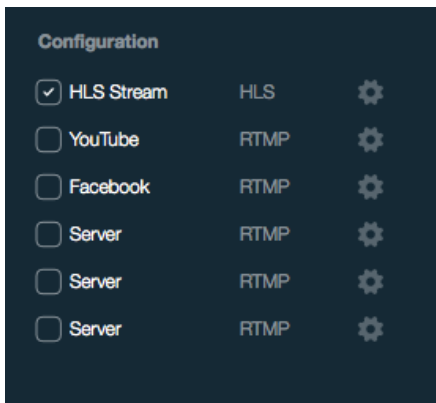 Configuration
HLS Stream HLS
YouTube RTMP
Facebook RTMP
Server RTMP
Server RTMP
Server RTMP